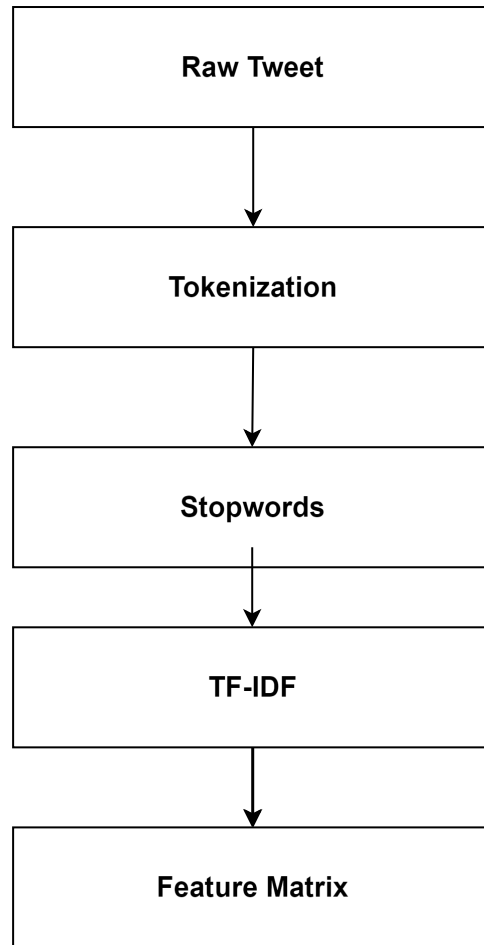 Raw Tweet
Tokenization
Stopwords
TF-IDF
Feature Matrix